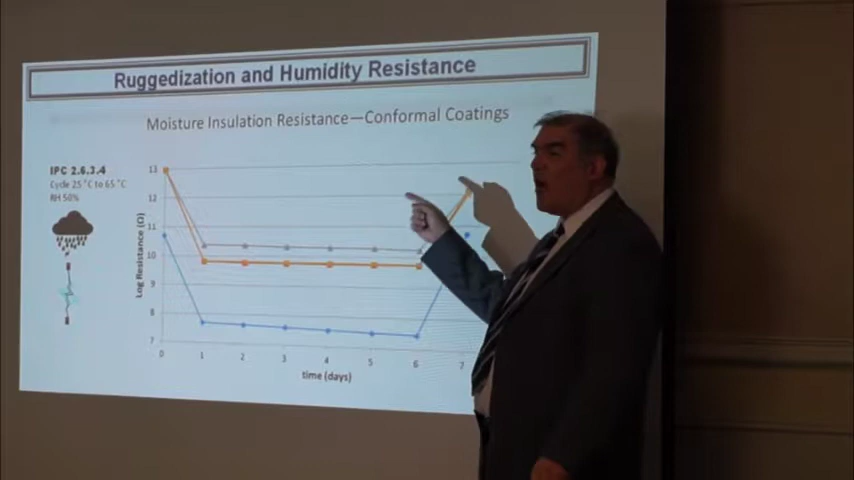 Ruggedization and Humidity Resistance
Moisture Insulation Resistance—Conformal Coatings
IPC 2.6.3.4
Cycle 25 °C to 65 °C
RH 50%
Log Resistance (Ω)
13
12
11
10
9
8
7
0 1 2 3 4 5 6 7
time (days)